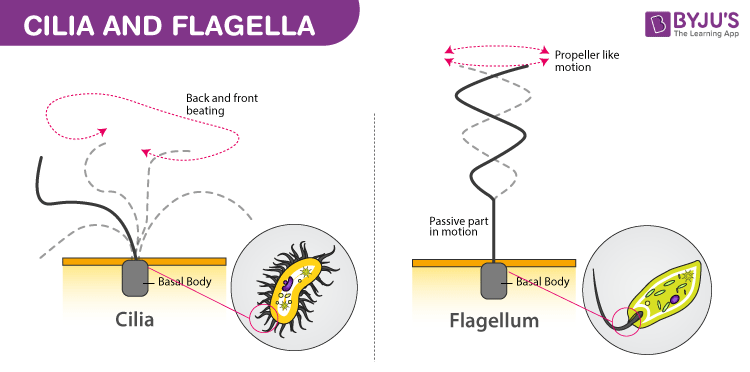 CILIA AND FLAGELLA
BYJU'S
The Learning App
Back and front
beating
Basal Body
Cilia
Propeller like
motion
Passive part
in motion
Basal Body
Flagellum